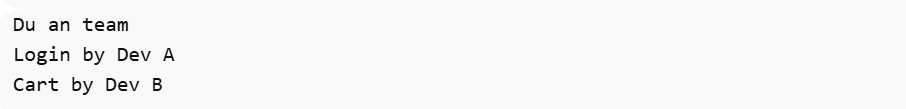 Du an team
Login by Dev A
Cart by Dev B